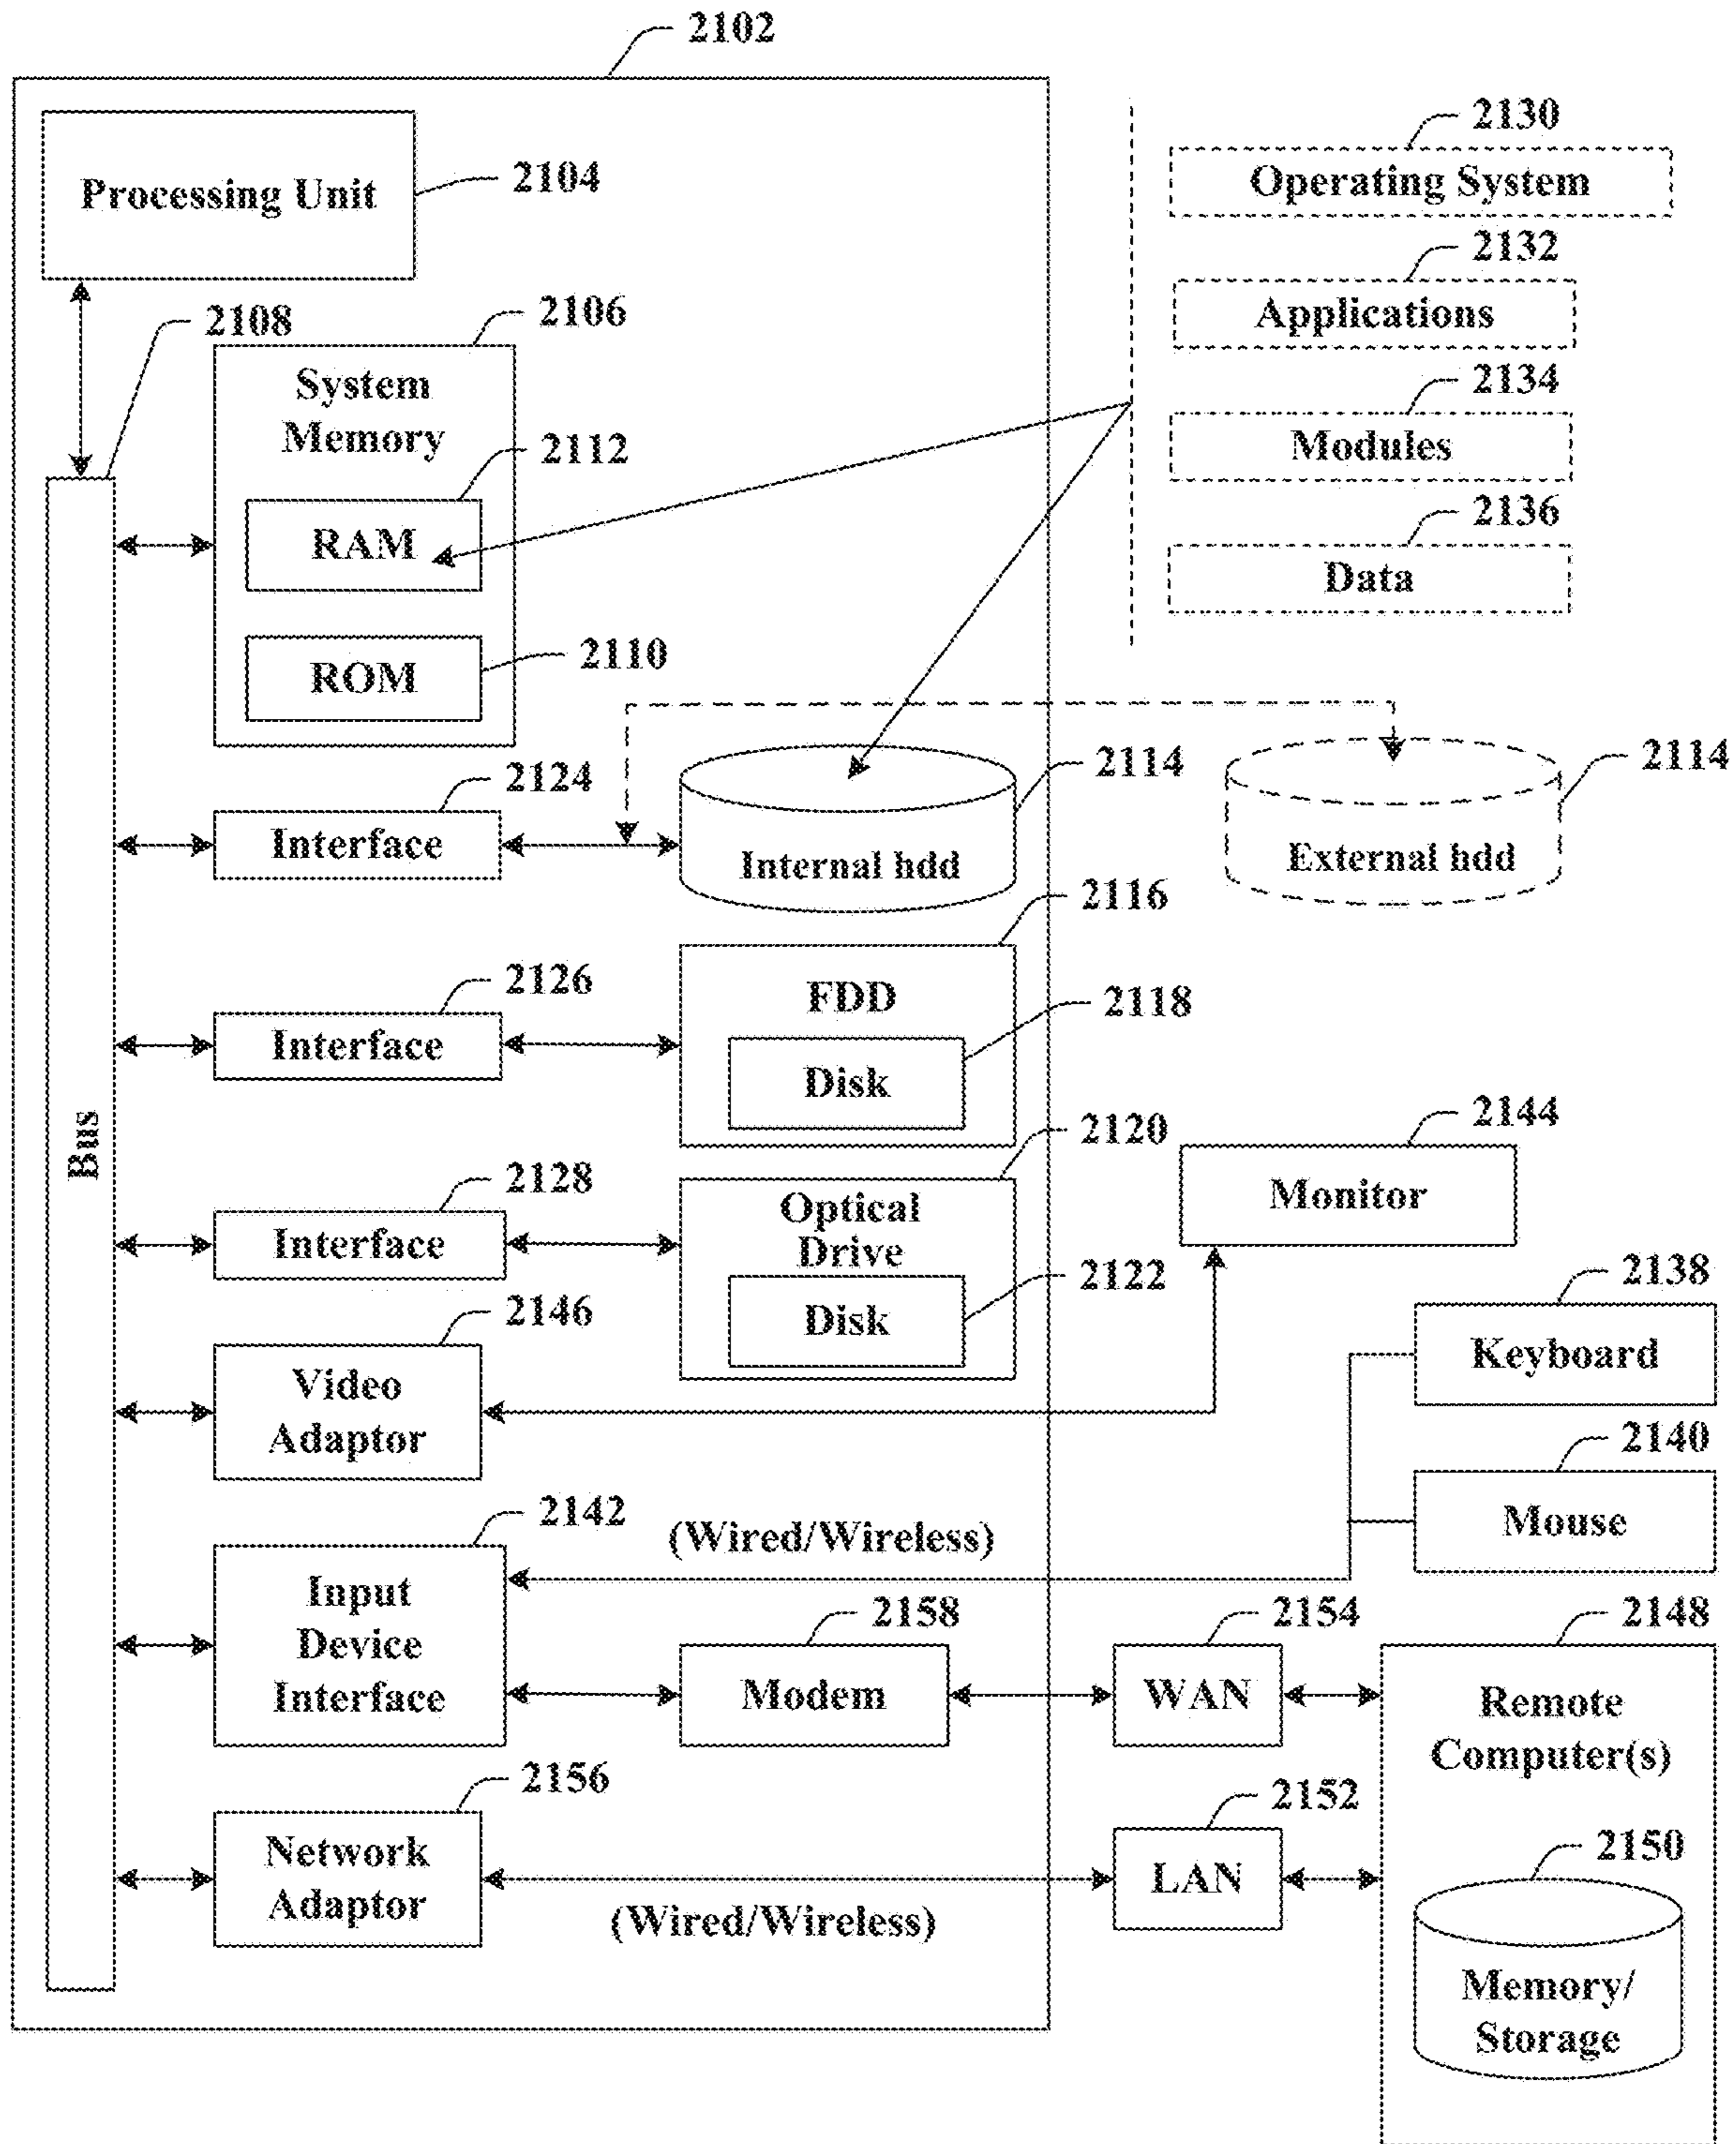 2102
2130
Operating System
Processing Unit
2104
2132
Applications
2108
2106
System
Memory
2134
Modules
2112
RAM
2136
Data
2110
ROM
2124
Interface
2114
Internal hdd
2114
External hdd
2116
FDD
2126
Interface
2118
Disk
Bus
2120
Optical
Drive
2144
Monitor
2128
Interface
2122
Disk
2138
Keyboard
2146
Video
Adaptor
2140
Mouse
2142
Input
Device
Interface
(Wired/Wireless)
2158
Modem
2154
WAN
2148
Remote
Computer(s)
2156
Network
Adaptor
(Wired/Wireless)
2152
LAN
2150
Memory/
Storage